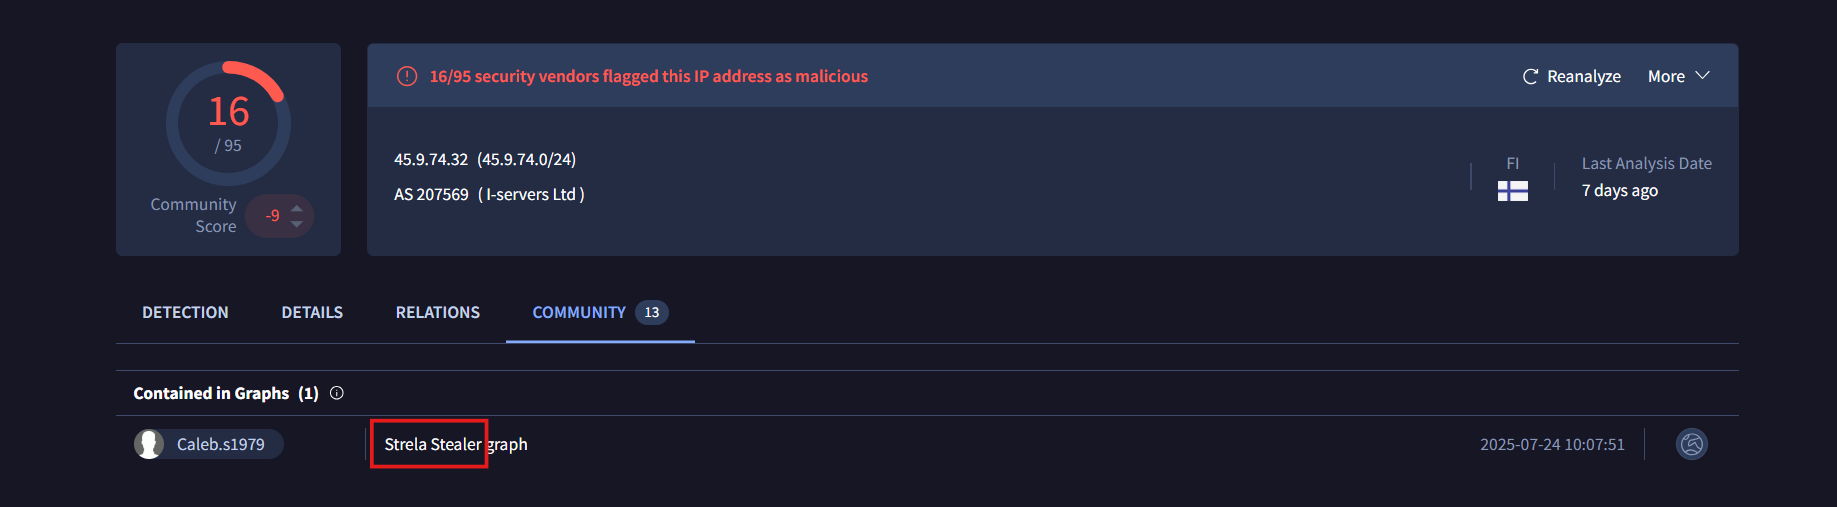 16
/ 95
Community
Score
-9
16/95 security vendors flagged this IP address as malicious
Reanalyze
More
45.9.74.32 (45.9.74.0/24)
AS 207569 ( I-servers Ltd )
FI
Last Analysis Date
7 days ago
DETECTION
DETAILS
RELATIONS
COMMUNITY
13
Contained in Graphs (1)
Caleb.s1979
Strela Stealer graph
2025-07-24 10:07:51